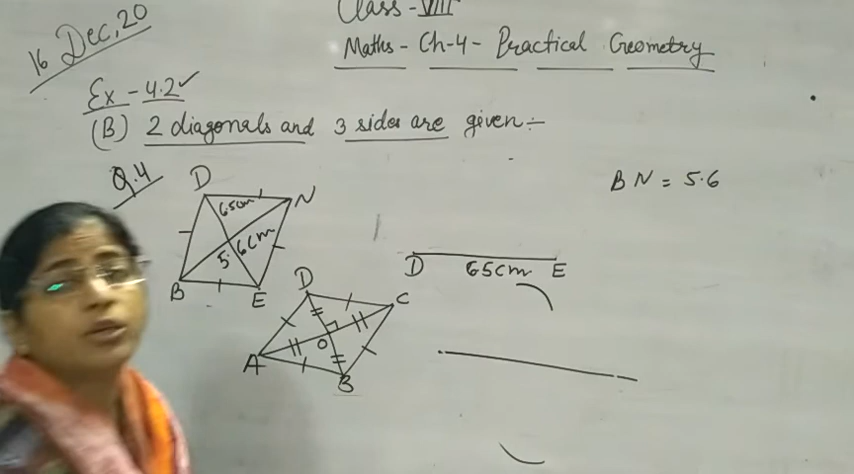 16 Dec, 20
Class - VIII
Maths - Ch-4 - Practical Geometry
Ex - 4.2 ✓
(B) 2 diagonals and 3 sides are given :-
Q.4
D
N
6.5cm
5.6cm
B
E
BN = 5.6
D 6.5cm E
D
C
O
A
B